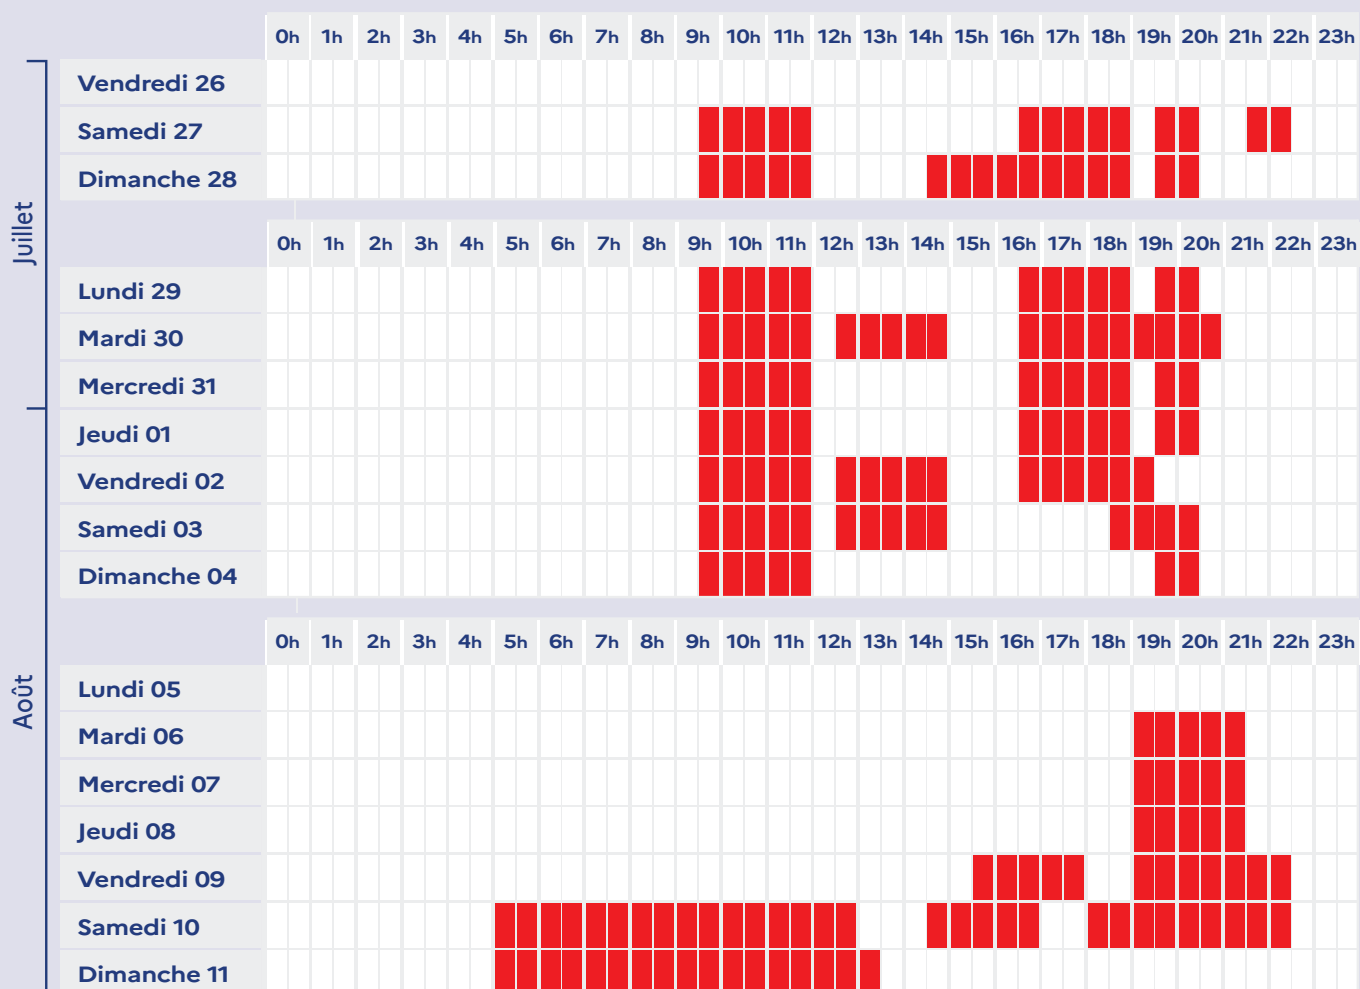 0h 1h 2h 3h 4h 5h 6h 7h 8h 9h 10h 11h 12h 13h 14h 15h 16h 17h 18h 19h 20h 21h 22h 23h
Juillet
Vendredi 26
Samedi 27
Dimanche 28
0h 1h 2h 3h 4h 5h 6h 7h 8h 9h 10h 11h 12h 13h 14h 15h 16h 17h 18h 19h 20h 21h 22h 23h
Lundi 29
Mardi 30
Mercredi 31
Août
Jeudi 01
Vendredi 02
Samedi 03
Dimanche 04
0h 1h 2h 3h 4h 5h 6h 7h 8h 9h 10h 11h 12h 13h 14h 15h 16h 17h 18h 19h 20h 21h 22h 23h
Lundi 05
Mardi 06
Mercredi 07
Jeudi 08
Vendredi 09
Samedi 10
Dimanche 11